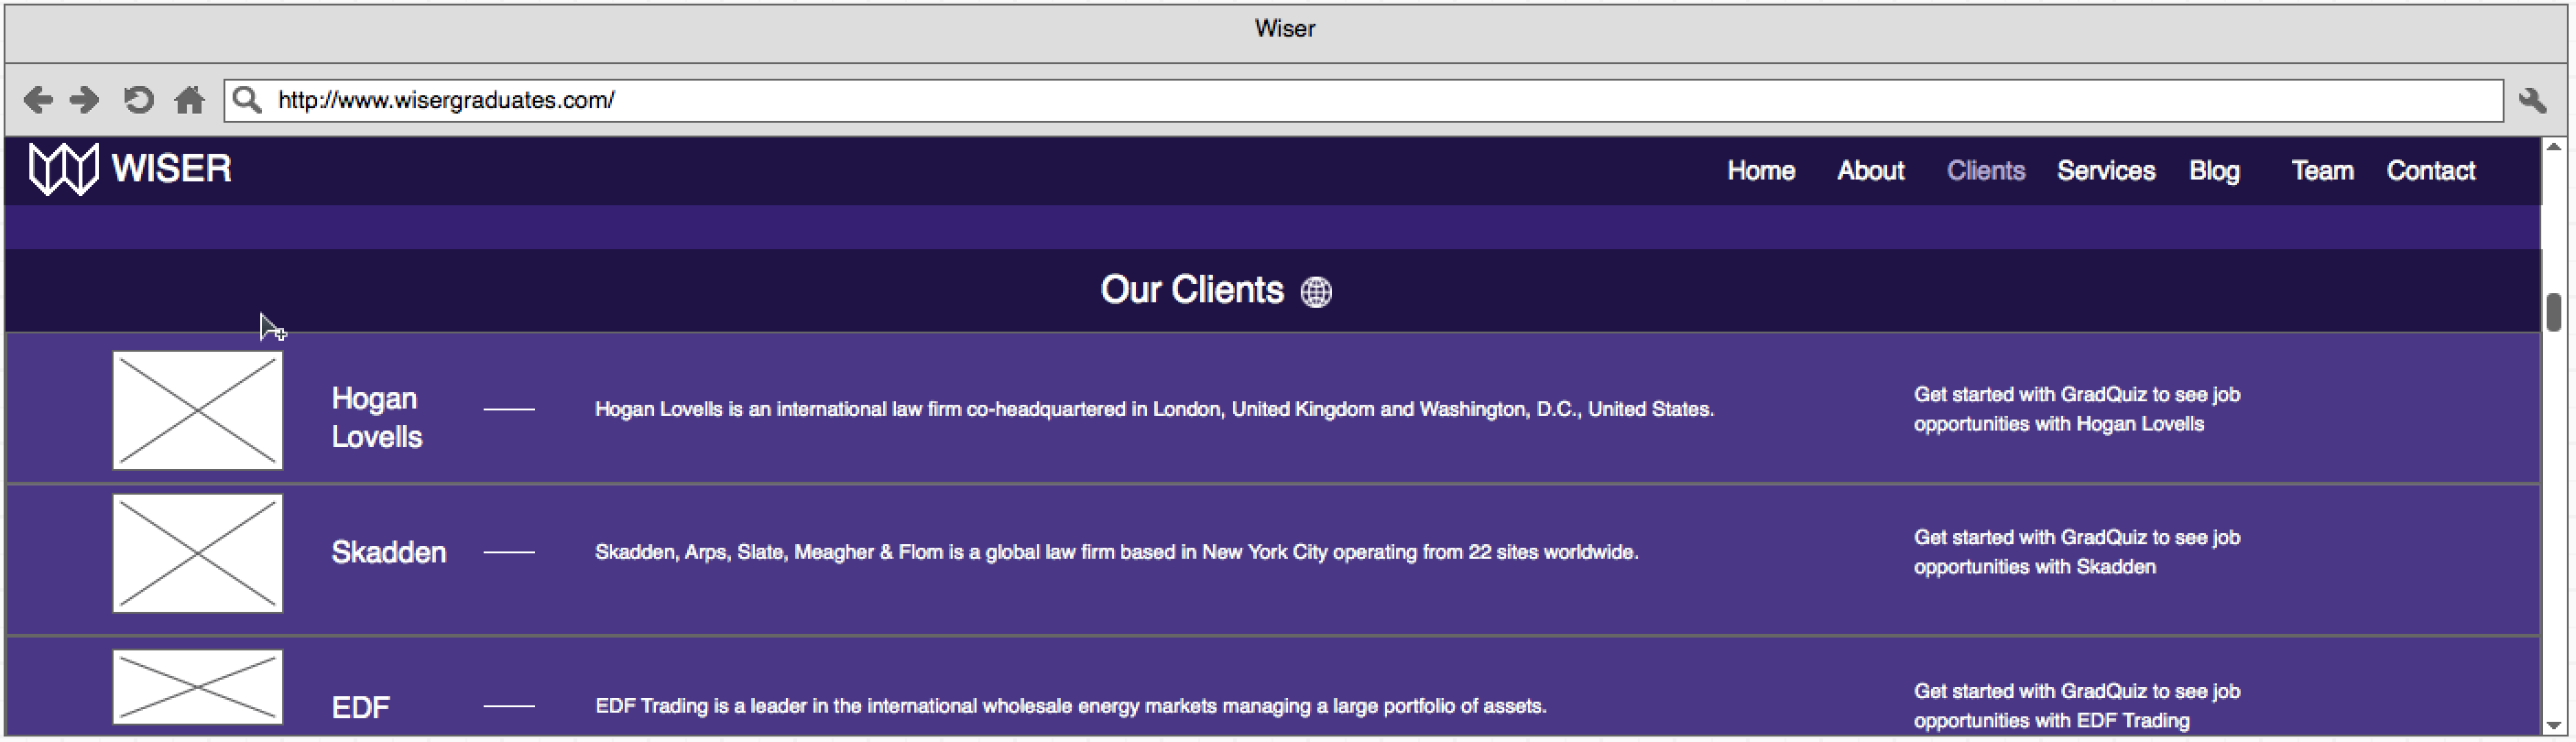 Wiser
http://www.wisergraduates.com/
WISER
Home About Clients Services Blog Team Contact
Our Clients
Hogan
Lovells
Hogan Lovells is an international law firm co-headquartered in London, United Kingdom and Washington, D.C., United States.
Get started with GradQuiz to see job
opportunities with Hogan Lovells
Skadden
Skadden, Arps, Slate, Meagher & Flom is a global law firm based in New York City operating from 22 sites worldwide.
Get started with GradQuiz to see job
opportunities with Skadden
EDF
EDF Trading is a leader in the international wholesale energy markets managing a large portfolio of assets.
Get started with GradQuiz to see job
opportunities with EDF Trading